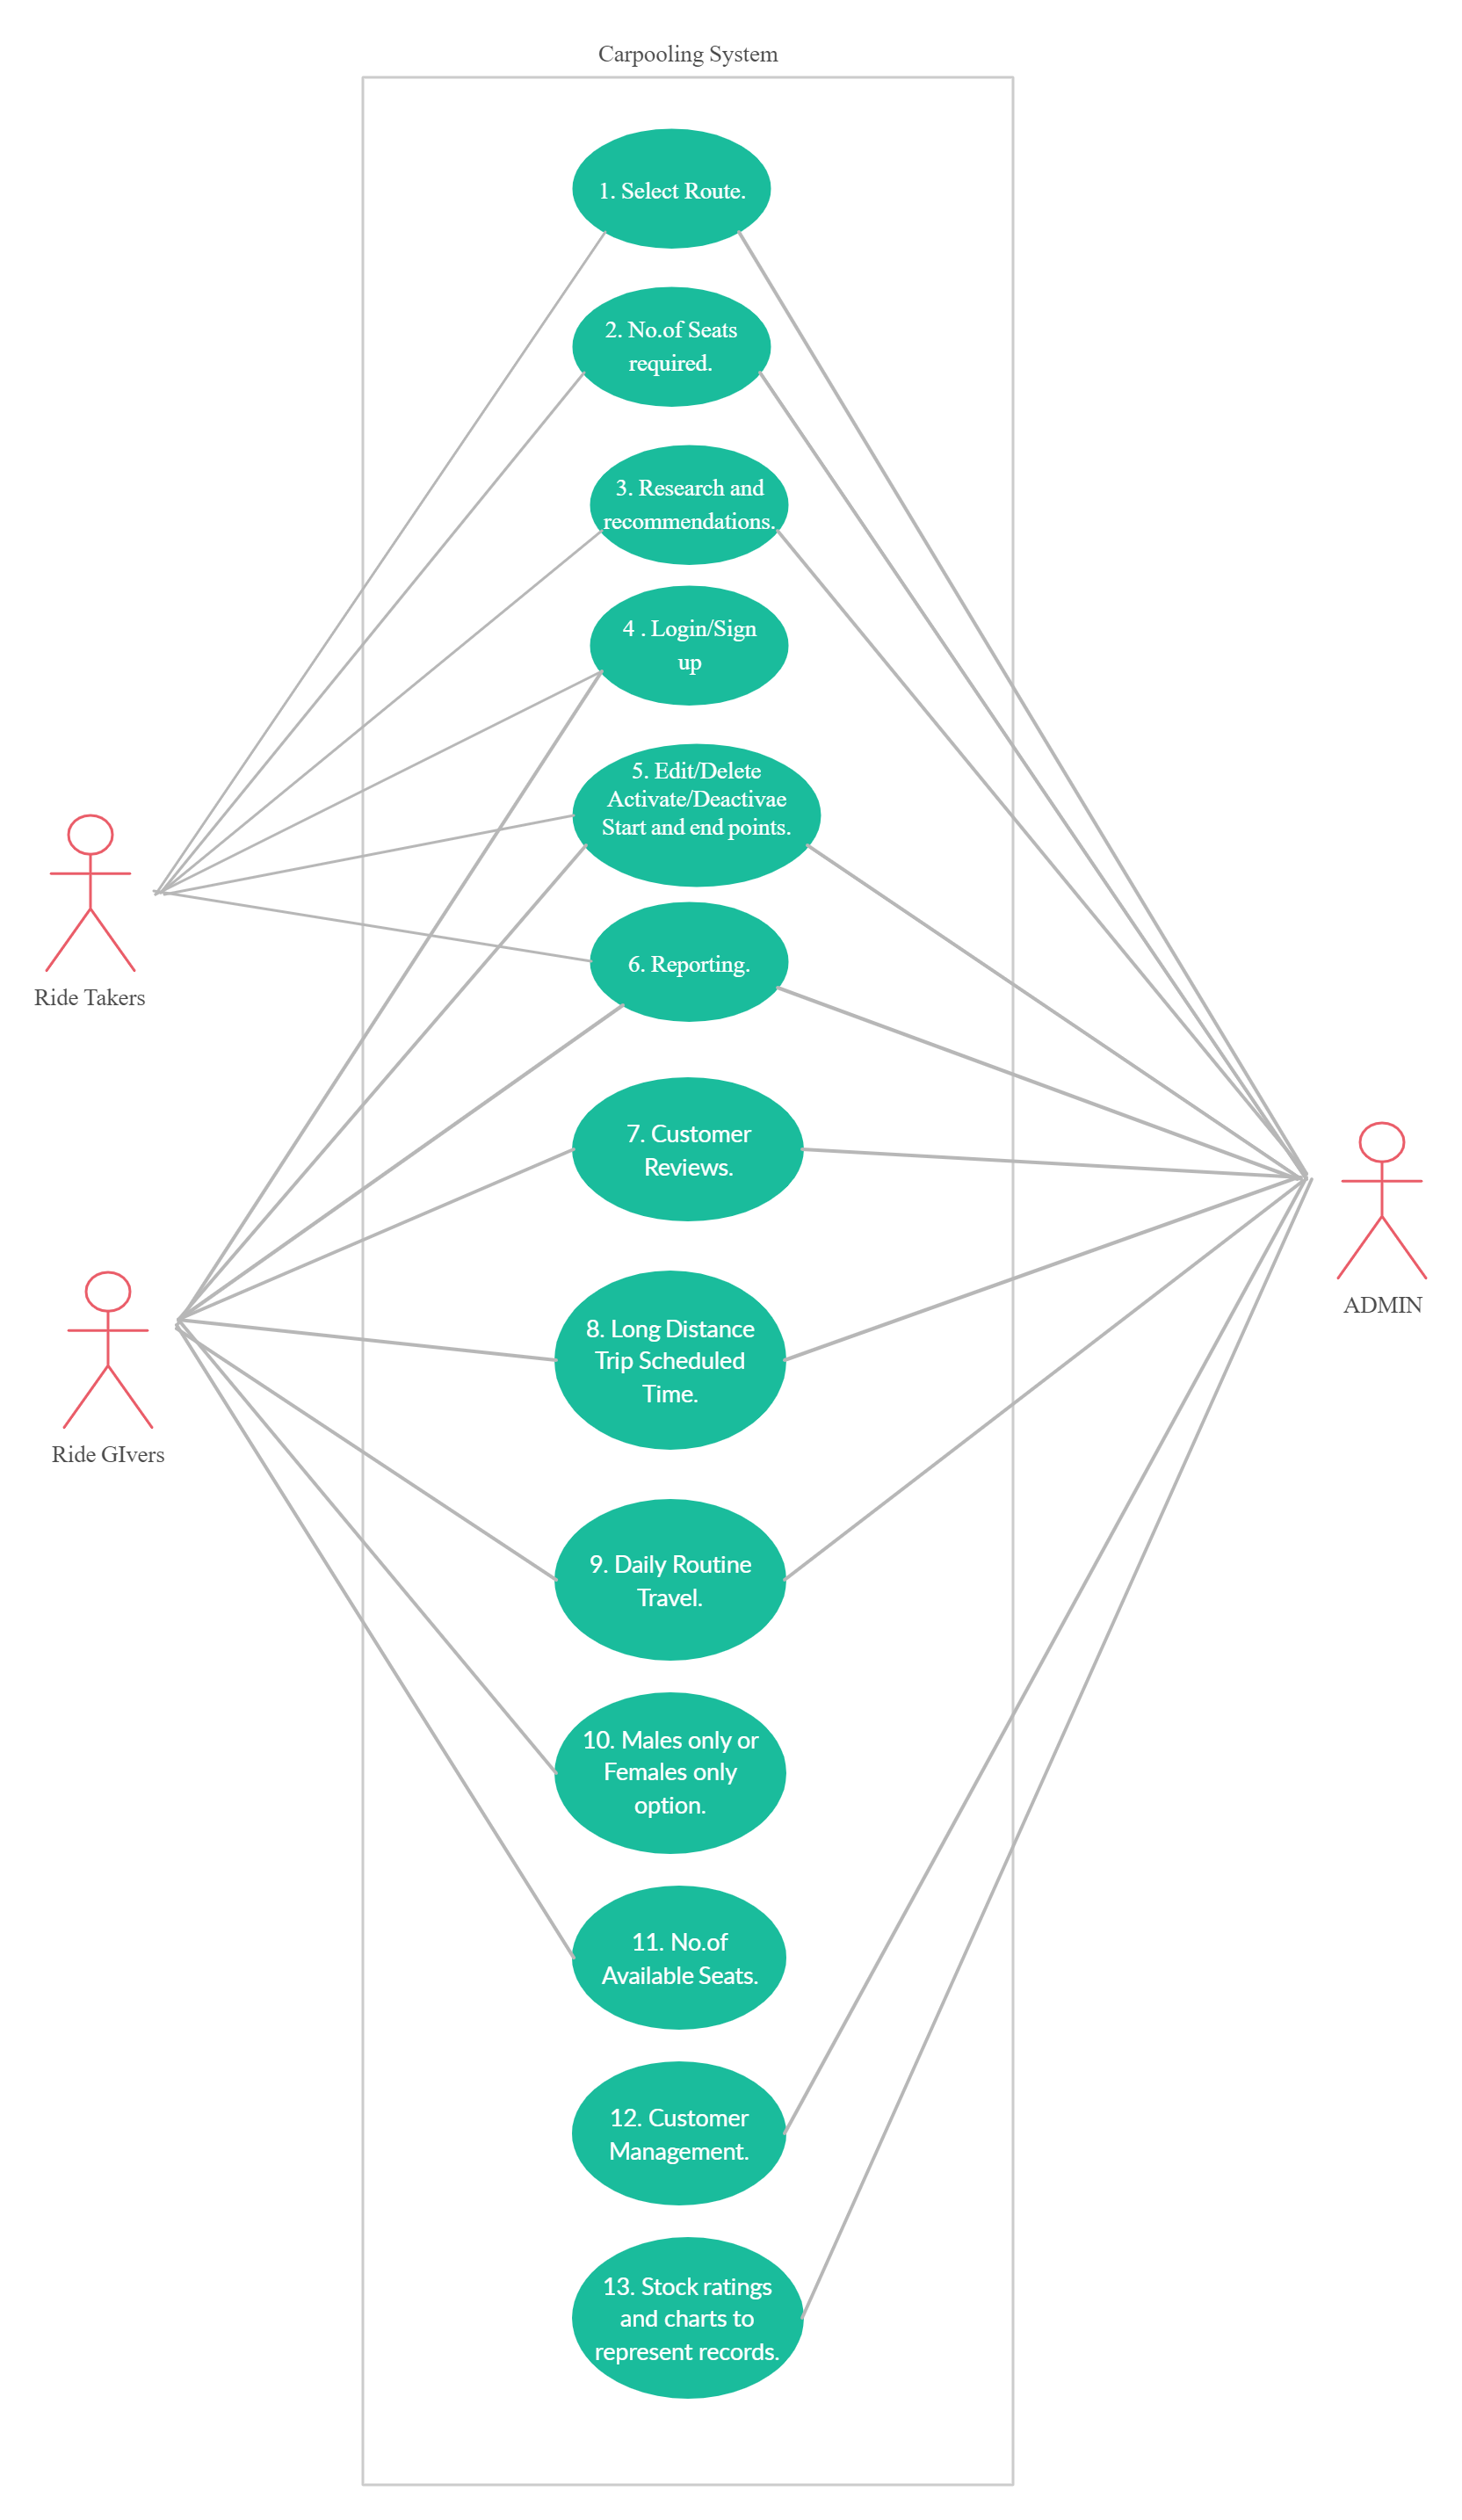 Carpooling System
1. Select Route.
2. No.of Seats
required.
3. Research and
recommendations.
4 . Login/Sign
up
5. Edit/Delete
Activate/Deactivae
Start and end points.
Ride Takers
6. Reporting.
7. Customer
Reviews.
ADMIN
8. Long Distance
Trip Scheduled
Time.
Ride GIvers
9. Daily Routine
Travel.
10. Males only or
Females only
option.
11. No.of
Available Seats.
12. Customer
Management.
13. Stock ratings
and charts to
represent records.